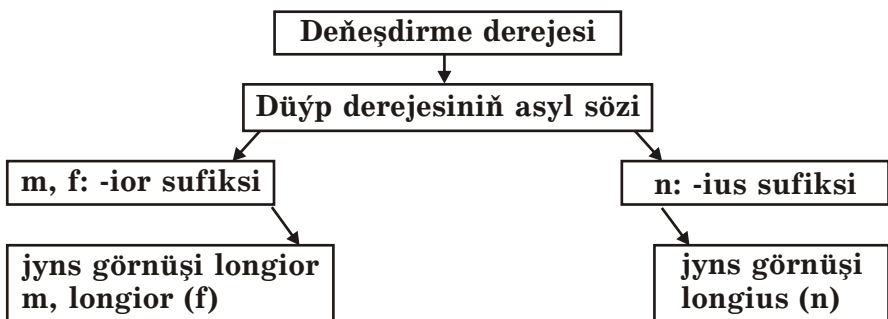 Deňeşdirme derejesi
Düýp derejesiniň asyl sözi
m, f: -ior sufiksi
n: -ius sufiksi
jyns görnüşi longior
m, longior (f)
jyns görnüşi
longius (n)